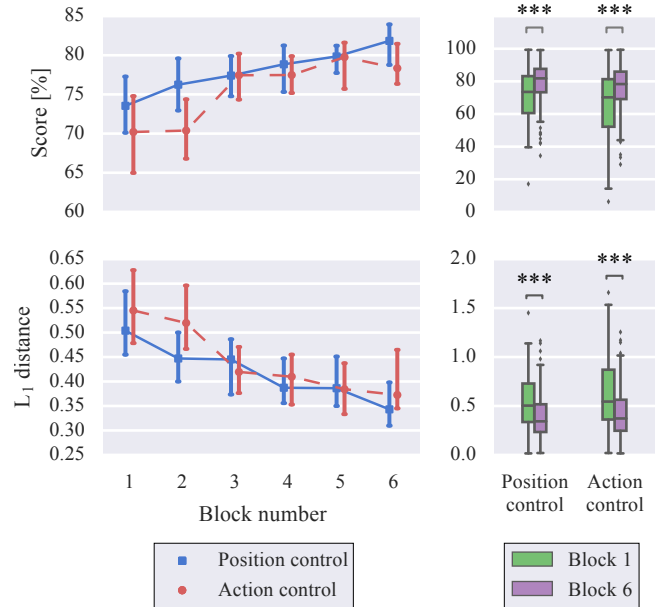 *** ***
85
80
75
70
65
60
Score [%]
100
80
60
40
20
0
*** ***
0.65
0.60
0.55
0.50
0.45
0.40
0.35
0.30
0.25
L1 distance
2.0
1.5
1.0
0.5
0.0
1 2 3 4 5 6
Block number
Position control
Action control
Position control
Action control
Block 1
Block 6